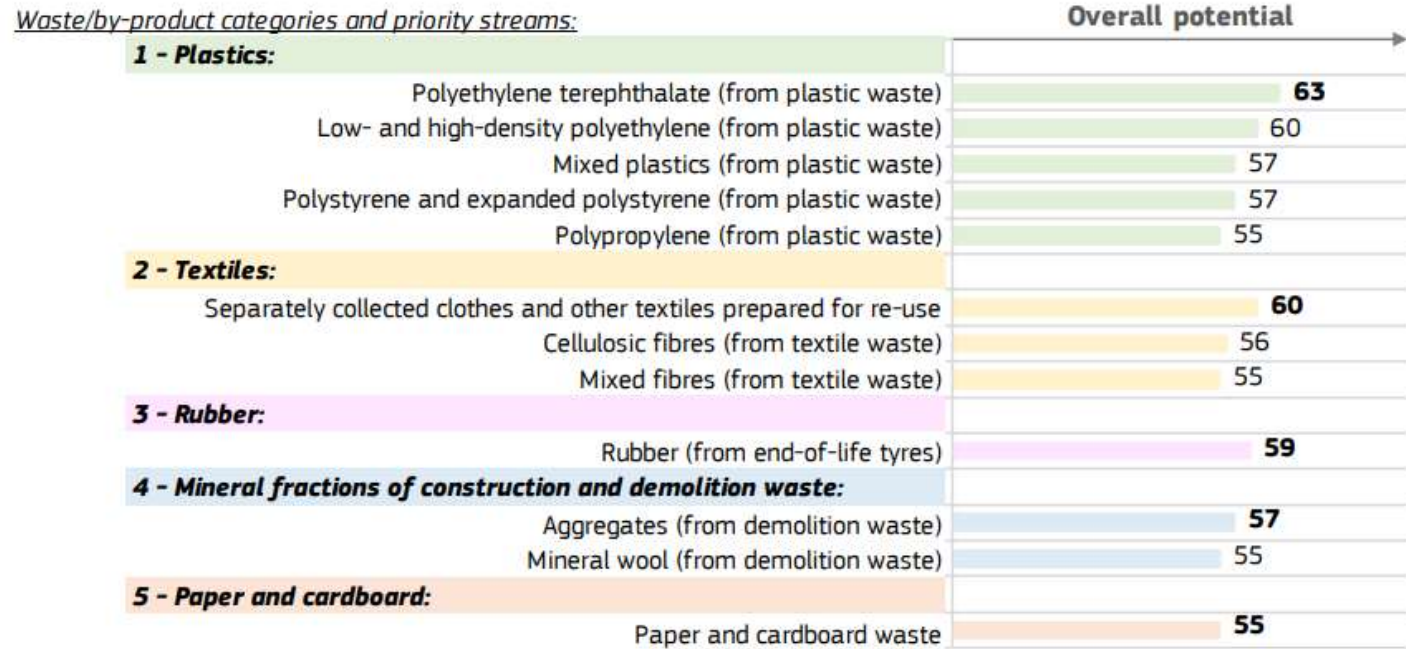 Waste/by-product categories and priority streams: Overall potential
1 - Plastics:
Polyethylene terephthalate (from plastic waste) 63
Low- and high-density polyethylene (from plastic waste) 60
Mixed plastics (from plastic waste) 57
Polystyrene and expanded polystyrene (from plastic waste) 57
Polypropylene (from plastic waste) 55
2 - Textiles:
Separately collected clothes and other textiles prepared for re-use 60
Cellulosic fibres (from textile waste) 56
Mixed fibres (from textile waste) 55
3 - Rubber:
Rubber (from end-of-life tyres) 59
4 - Mineral fractions of construction and demolition waste:
Aggregates (from demolition waste) 57
Mineral wool (from demolition waste) 55
5 - Paper and cardboard:
Paper and cardboard waste 55